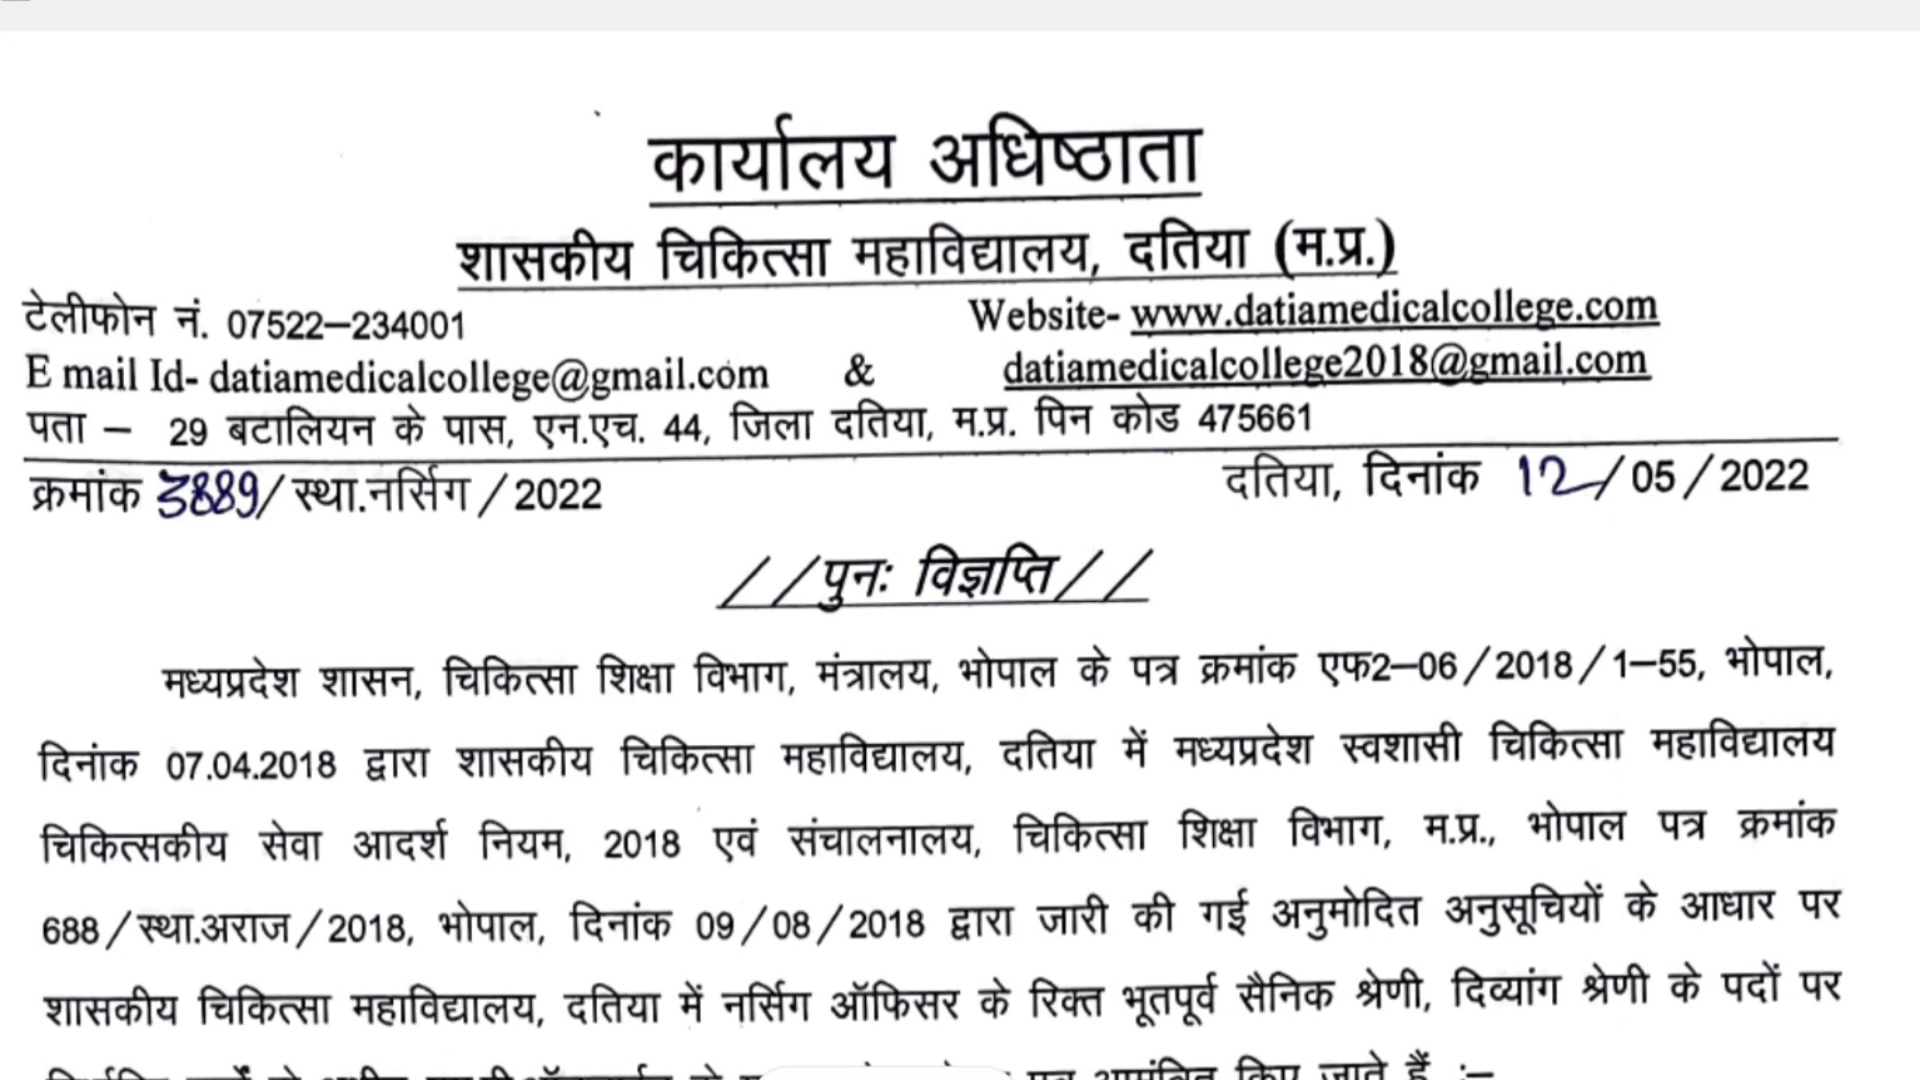 कार्यालय अधिष्ठाता
शासकीय चिकित्सा महाविद्यालय, दतिया (म.प्र.)
टेलीफोन नं. 07522–234001 Website- www.datiamedicalcollege.com
E mail Id- datiamedicalcollege@gmail.com & datiamedicalcollege2018@gmail.com
पता – 29 बटालियन के पास, एन.एच. 44, जिला दतिया, म.प्र. पिन कोड 475661
क्रमांक 3889/स्था.नर्सिग/2022 दतिया, दिनांक 12/05/2022
//पुनः विज्ञप्ति//
मध्यप्रदेश शासन, चिकित्सा शिक्षा विभाग, मंत्रालय, भोपाल के पत्र क्रमांक एफ2–06/2018/1–55, भोपाल,
दिनांक 07.04.2018 द्वारा शासकीय चिकित्सा महाविद्यालय, दतिया में मध्यप्रदेश स्वशासी चिकित्सा महाविद्यालय
चिकित्सकीय सेवा आदर्श नियम, 2018 एवं संचालनालय, चिकित्सा शिक्षा विभाग, म.प्र., भोपाल पत्र क्रमांक
688/स्था.अराज/2018, भोपाल, दिनांक 09/08/2018 द्वारा जारी की गई अनुमोदित अनुसूचियों के आधार पर
शासकीय चिकित्सा महाविद्यालय, दतिया में नर्सिग ऑफिसर के रिक्त भूतपूर्व सैनिक श्रेणी, दिव्यांग श्रेणी के पदों पर
आमंत्रित किए जाते हैं :–